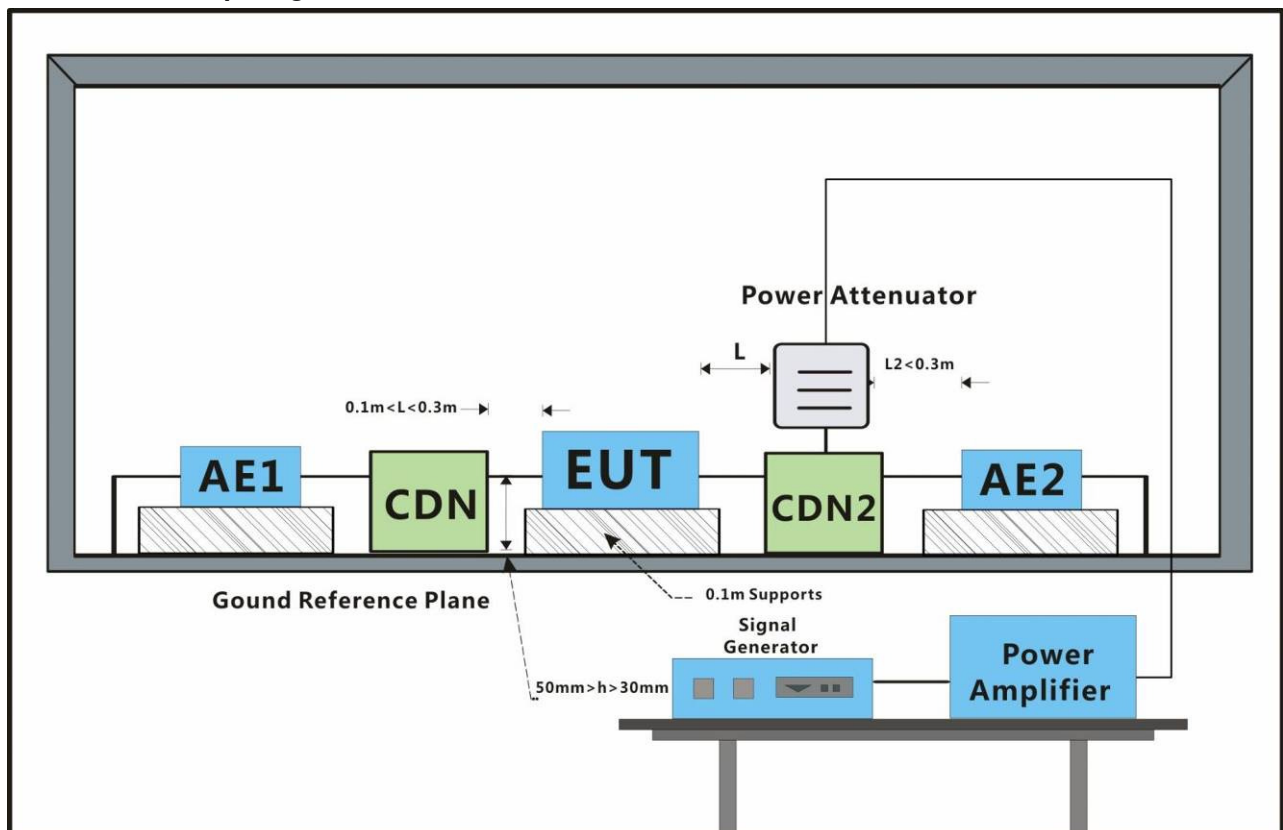 Power Attenuator
L
L2<0.3m
0.1m<L<0.3m
AE1
CDN
EUT
CDN2
AE2
Gound Reference Plane
0.1m Supports
Signal
Generator
50mm>h>30mm
Power
Amplifier